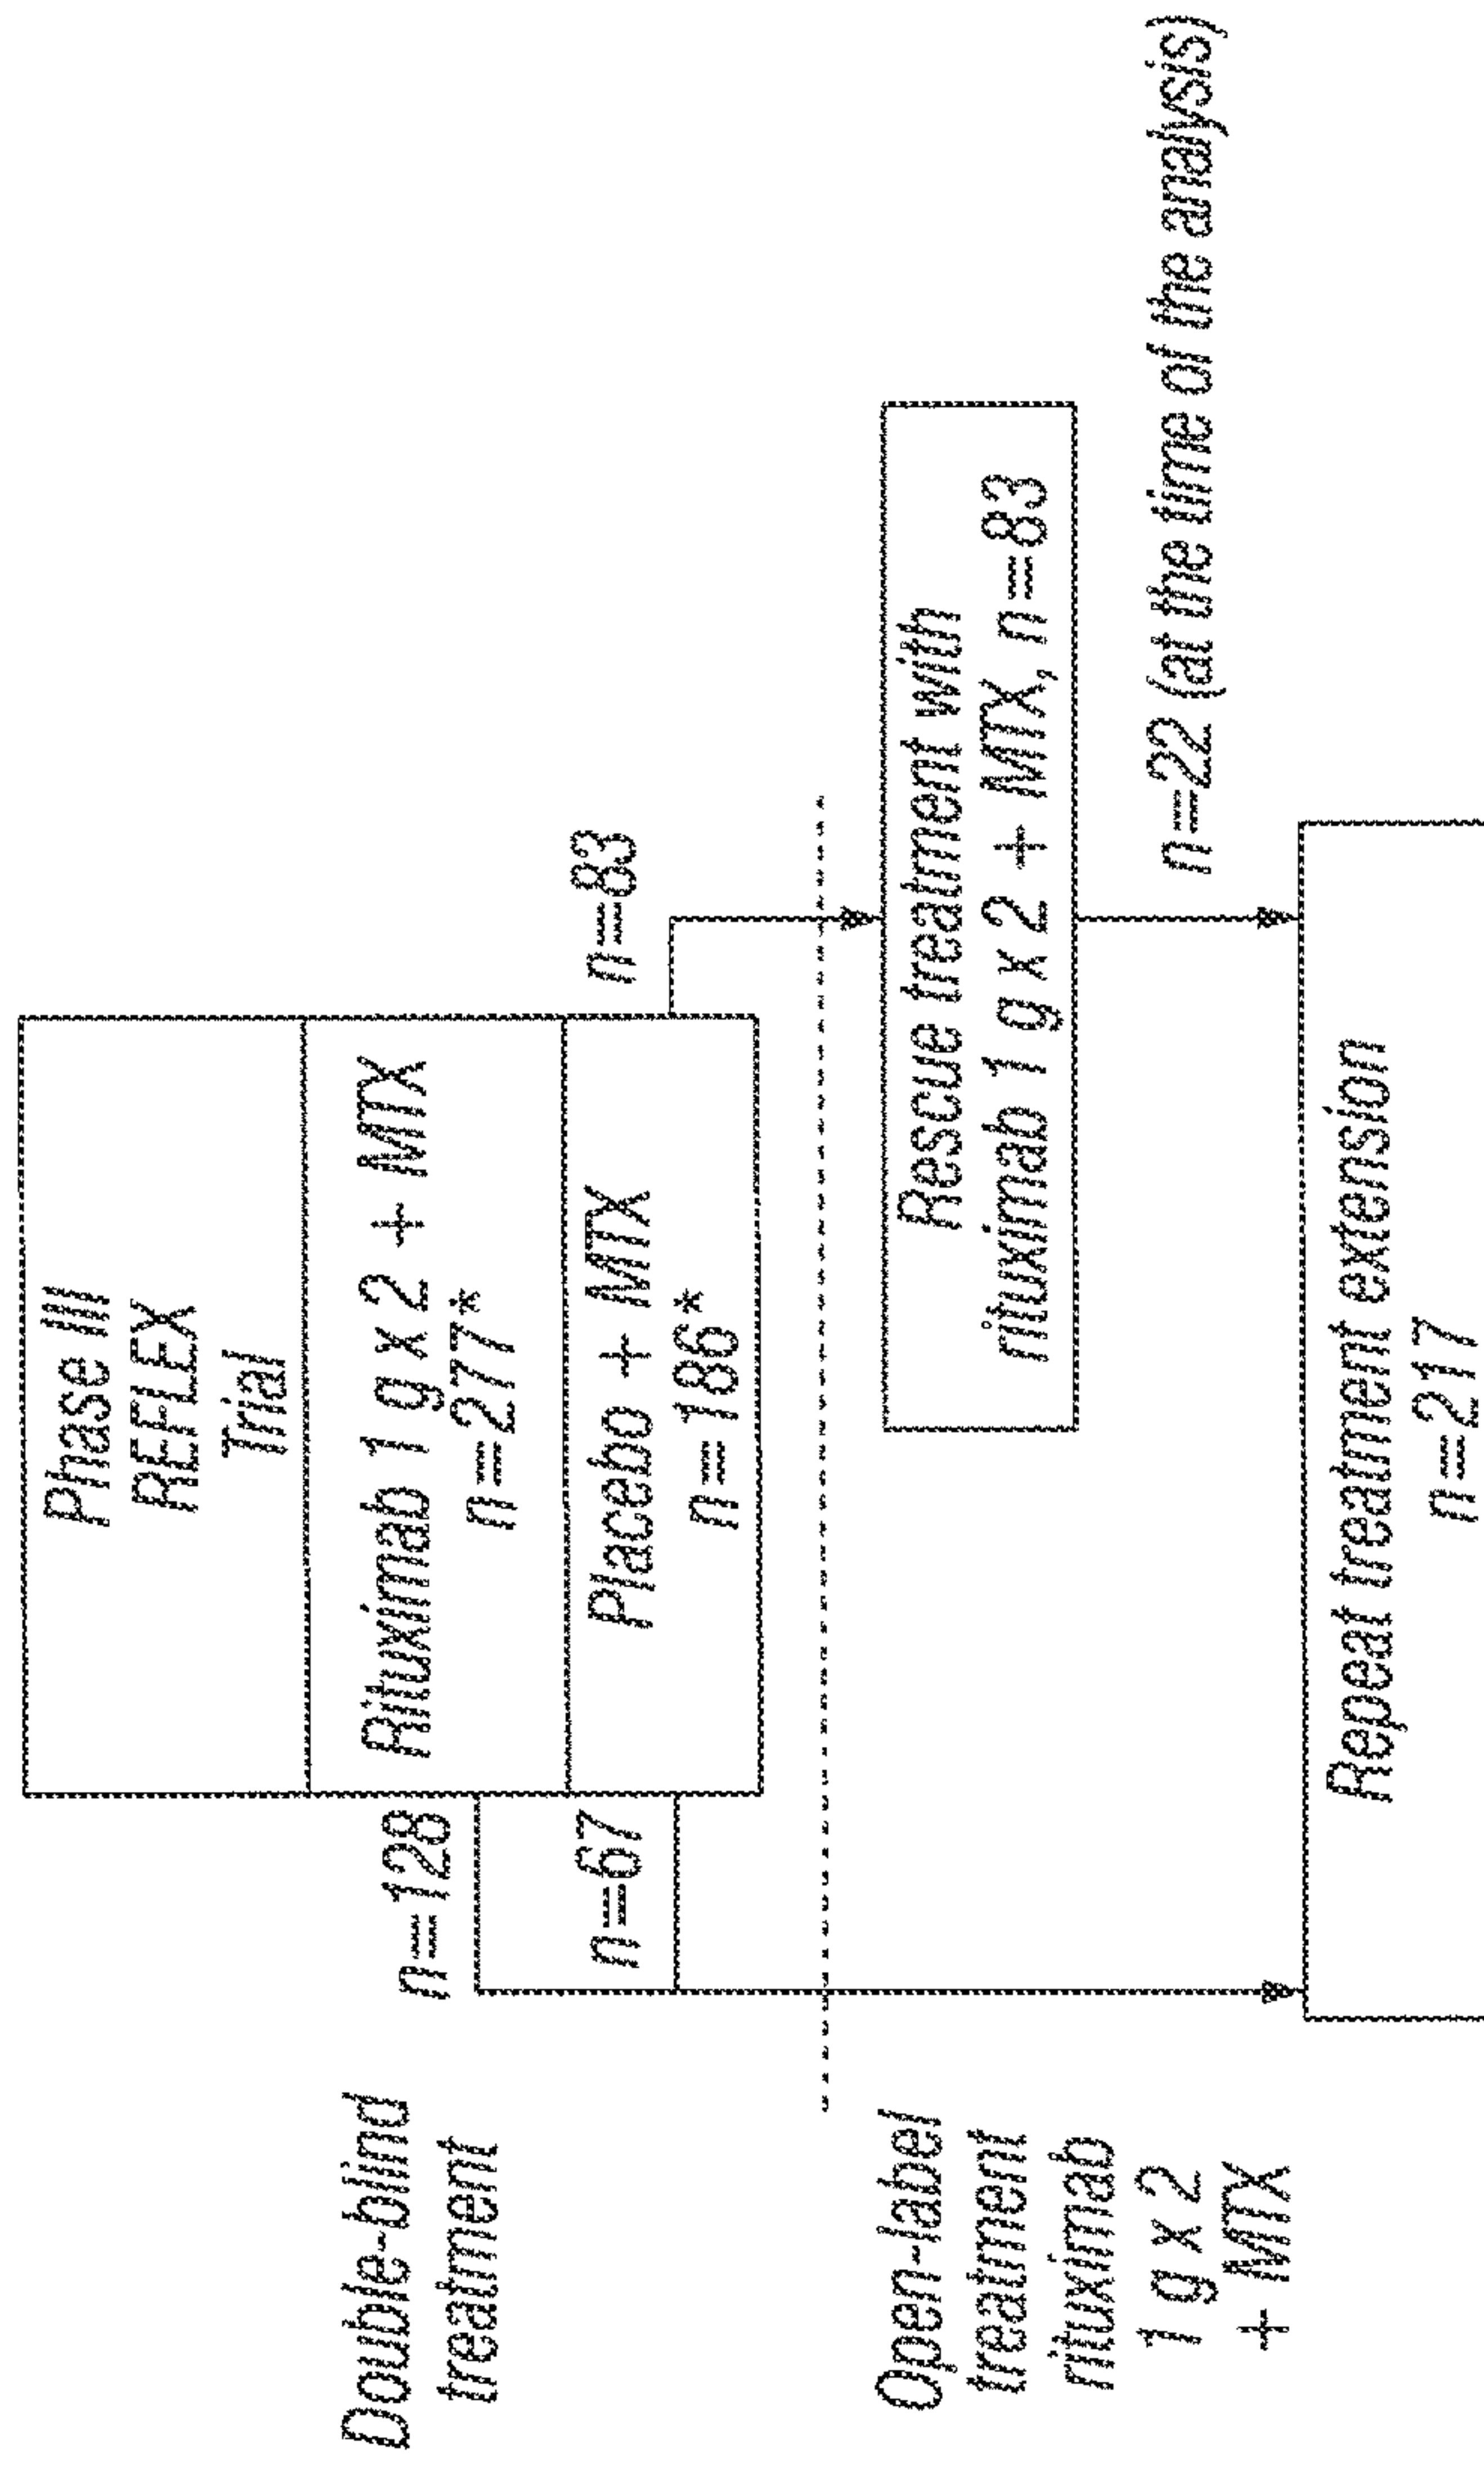 Phase III
REFLEX
Trial
Double-blind
treatment
n=128
Rituximab 1 g x 2 + MTX
n=277*
n=67
Placebo + MTX
n=186*
n=83
Open-label
treatment
rituximab
1 g x 2
+ MTX
Rescue treatment with
rituximab 1 g x 2 + MTX, n=83
n=22 (at the time of the analysis)
Repeat treatment extension
n=217